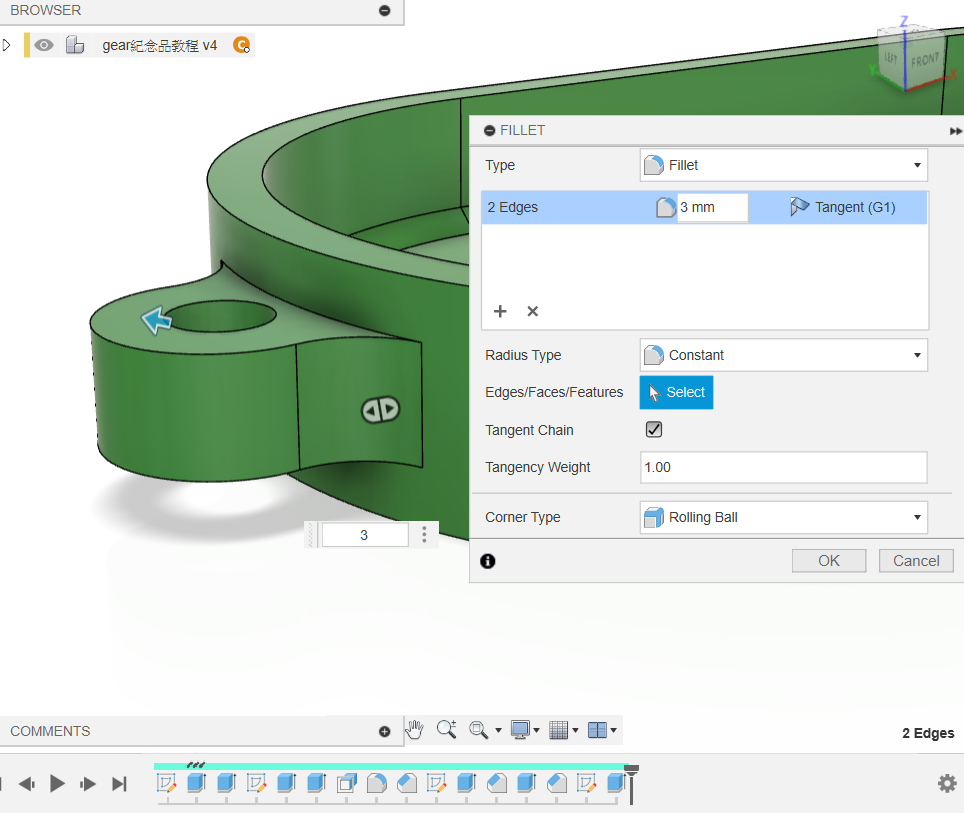 BROWSER
gear紀念品教程 v4
Z
LEFT
FRONT
Y
X
FILLET
Type
Fillet
2 Edges
3 mm
Tangent (G1)
Radius Type
Constant
Edges/Faces/Features
Select
Tangent Chain
Tangency Weight
1.00
Corner Type
Rolling Ball
3
OK
Cancel
COMMENTS
2 Edges